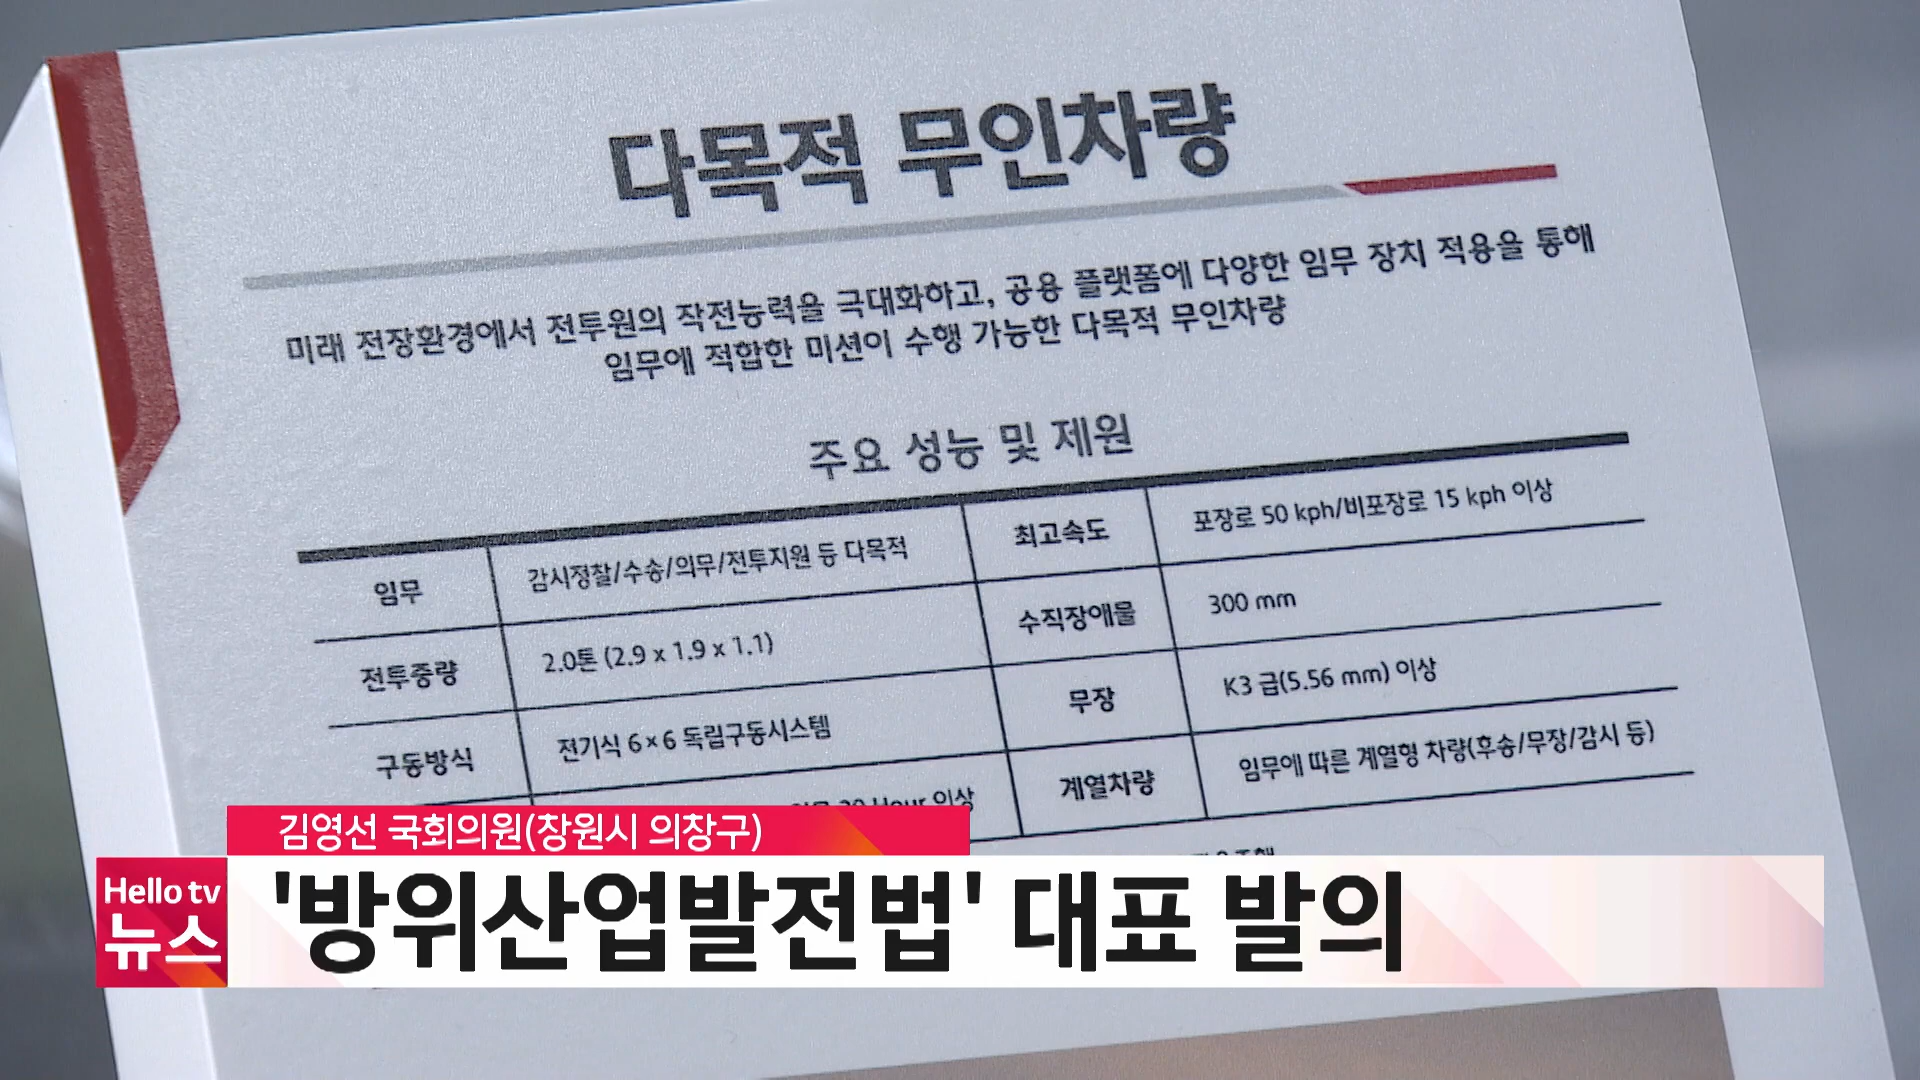 다목적 무인차량
미래 전장환경에서 전투원의 작전능력을 극대화하고, 공용 플랫폼에 다양한 임무 장치 적용을 통해
임무에 적합한 미션이 수행 가능한 다목적 무인차량
주요 성능 및 제원
임무 감시정찰/수송/의무/전투지원 등 다목적 최고속도 포장로 50 kph/비포장로 15 kph 이상
전투중량 2.0톤 (2.9 x 1.9 x 1.1) 수직장애물 300 mm
구동방식 전기식 6×6 독립구동시스템 무장 K3 급(5.56 mm) 이상
이상 계열차량 임무에 따른 계열형 차량(후송/무장/감시 등)
김영선 국회의원(창원시 의창구)
Hello tv
뉴스
'방위산업발전법' 대표 발의